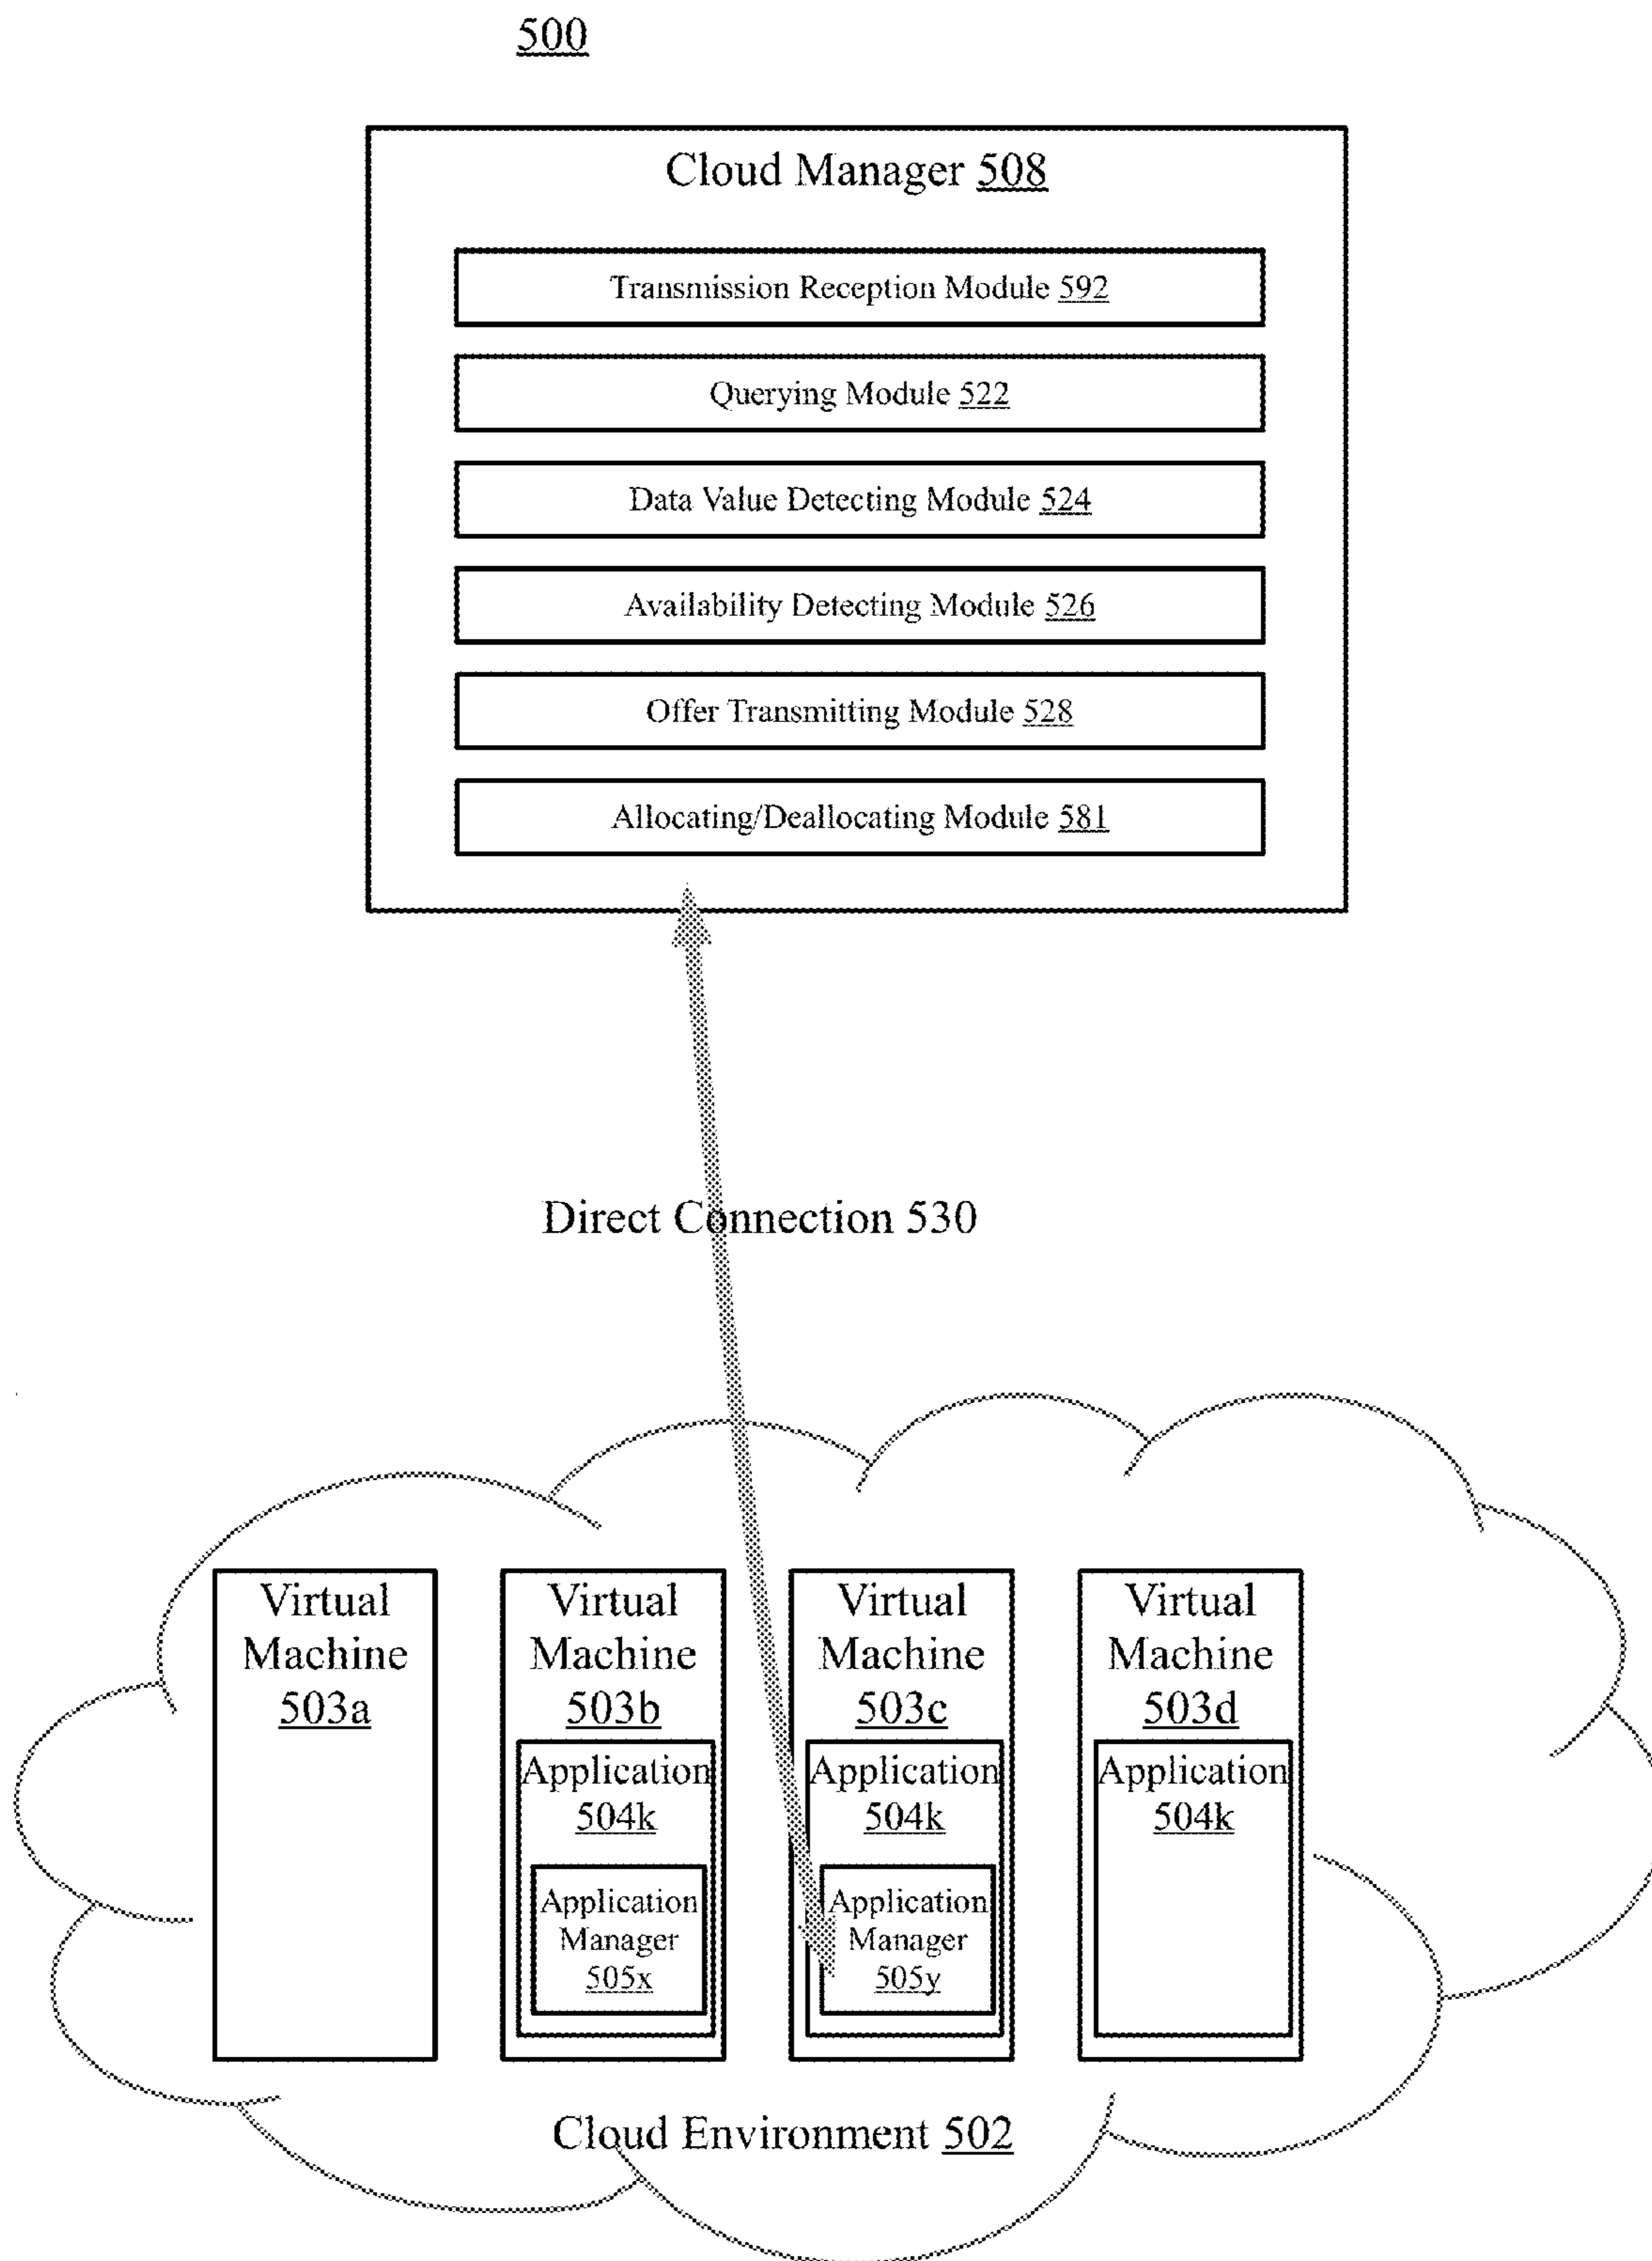 500
Cloud Manager 508
Transmission Reception Module 592
Querying Module 522
Data Value Detecting Module 524
Availability Detecting Module 526
Offer Transmitting Module 528
Allocating/Deallocating Module 581
Direct Connection 530
Virtual
Machine
503a
Virtual
Machine
503b
Application
504k
Application
Manager
505x
Virtual
Machine
503c
Application
504k
Application
Manager
505y
Virtual
Machine
503d
Application
504k
Cloud Environment 502